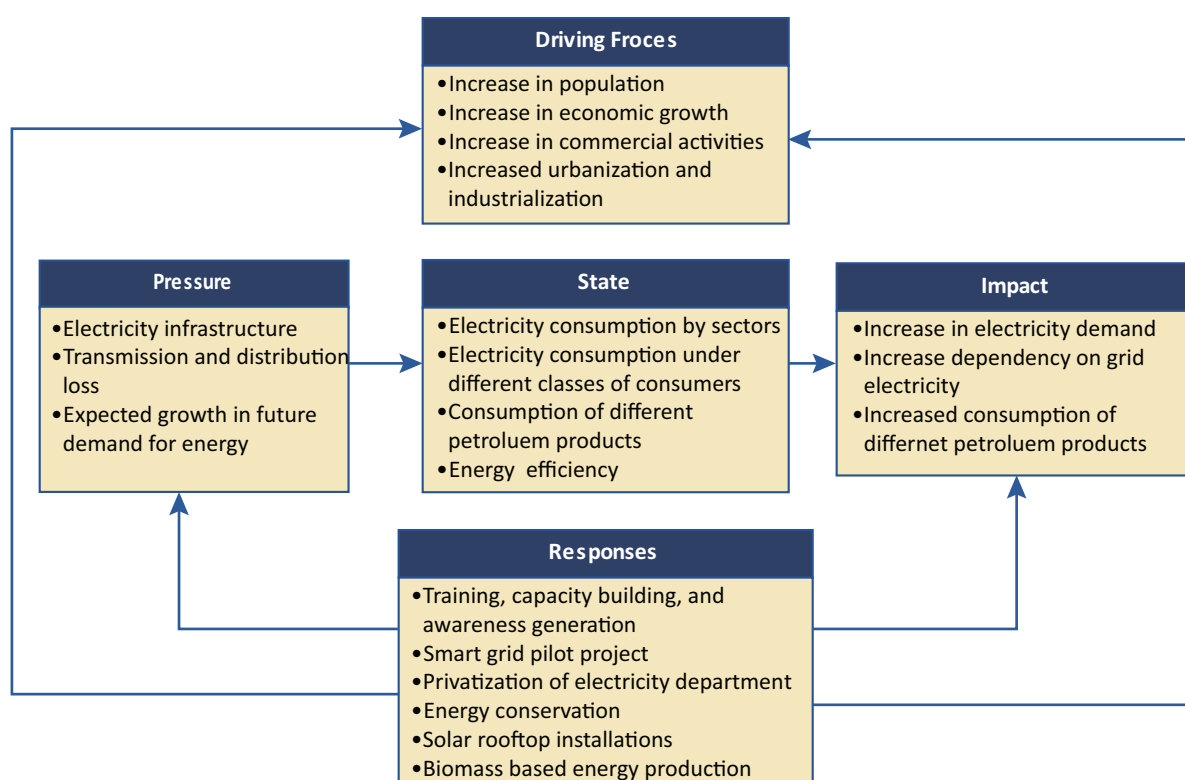 Driving Froces
•Increase in population
•Increase in economic growth
•Increase in commercial activities
•Increased urbanization and
industrialization
Pressure
•Electricity infrastructure
•Transmission and distribution
loss
•Expected growth in future
demand for energy
State
•Electricity consumption by sectors
•Electricity consumption under
different classes of consumers
•Consumption of different
petroluem products
•Energy efficiency
Impact
•Increase in electricity demand
•Increase dependency on grid
electricity
•Increased consumption of
differnet petroluem products
Responses
•Training, capacity building, and
awareness generation
•Smart grid pilot project
•Privatization of electricity department
•Energy conservation
•Solar rooftop installations
•Biomass based energy production